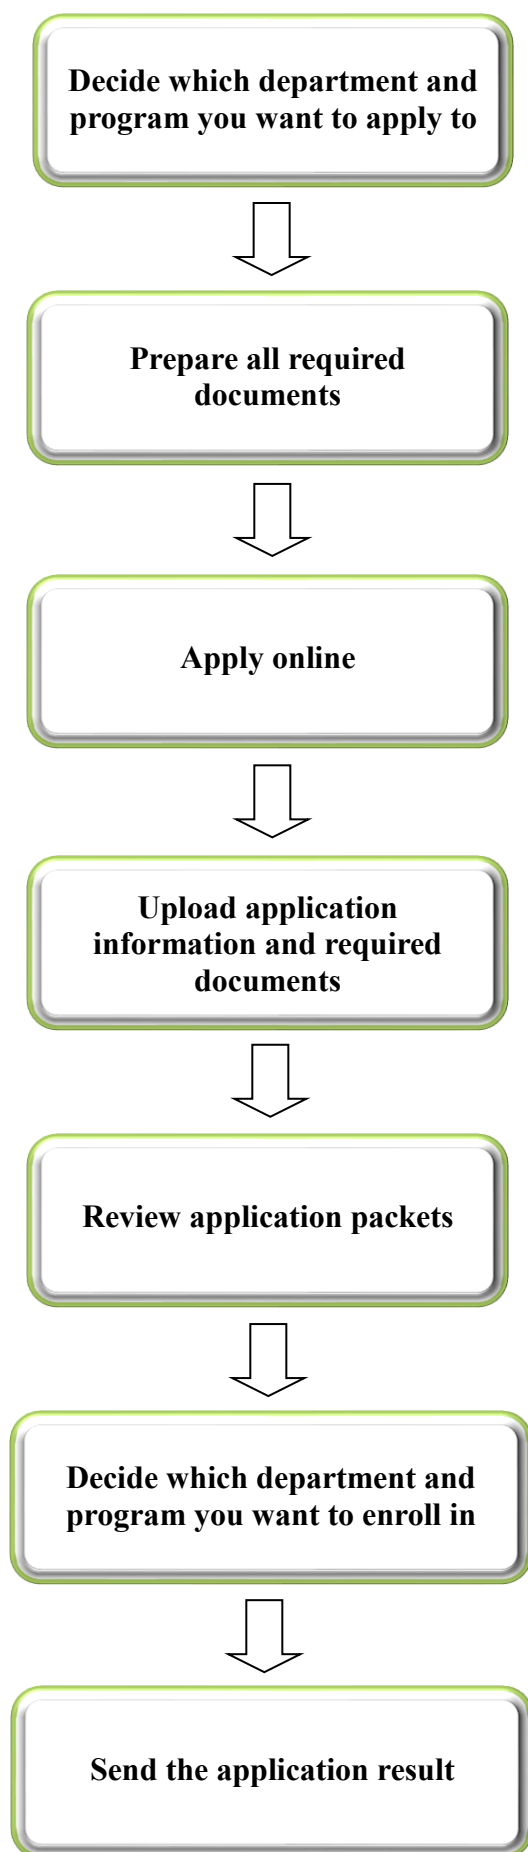 Decide which department and
program you want to apply to
Prepare all required
documents
Apply online
Upload application
information and required
documents
Review application packets
Decide which department and
program you want to enroll in
Send the application result